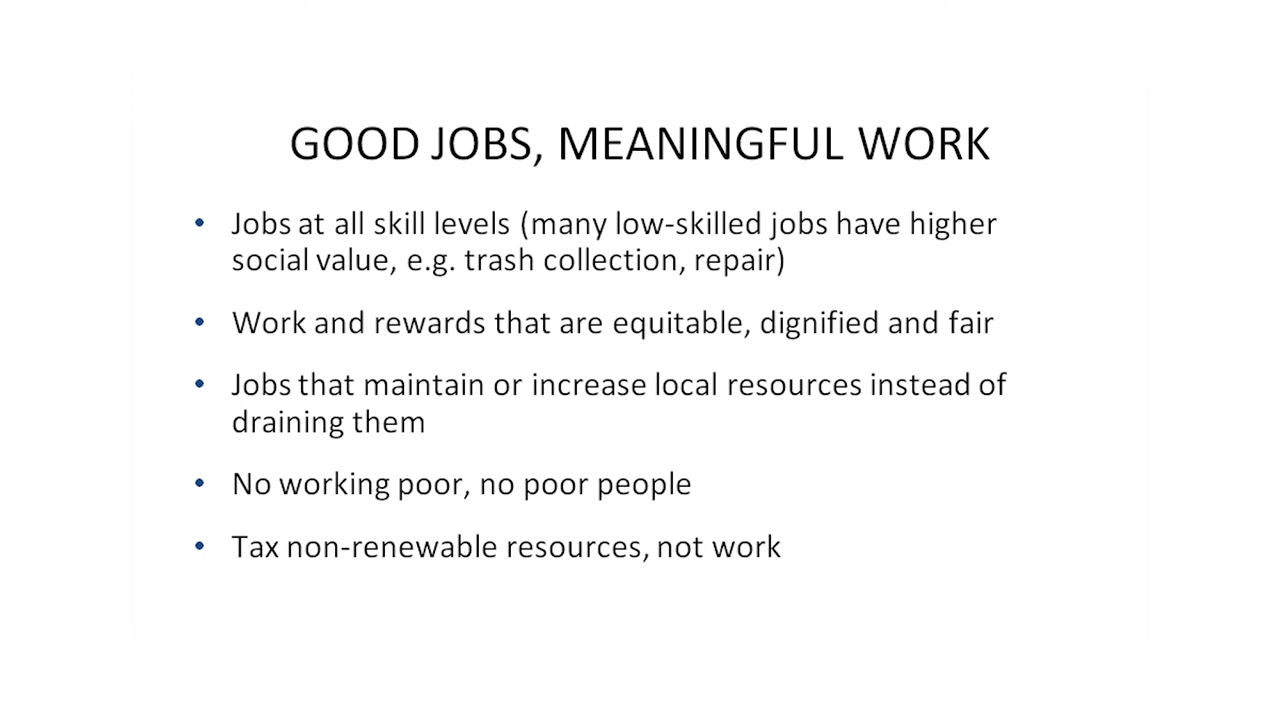 GOOD JOBS, MEANINGFUL WORK
• Jobs at all skill levels (many low-skilled jobs have higher
social value, e.g. trash collection, repair)
• Work and rewards that are equitable, dignified and fair
• Jobs that maintain or increase local resources instead of
draining them
• No working poor, no poor people
• Tax non-renewable resources, not work